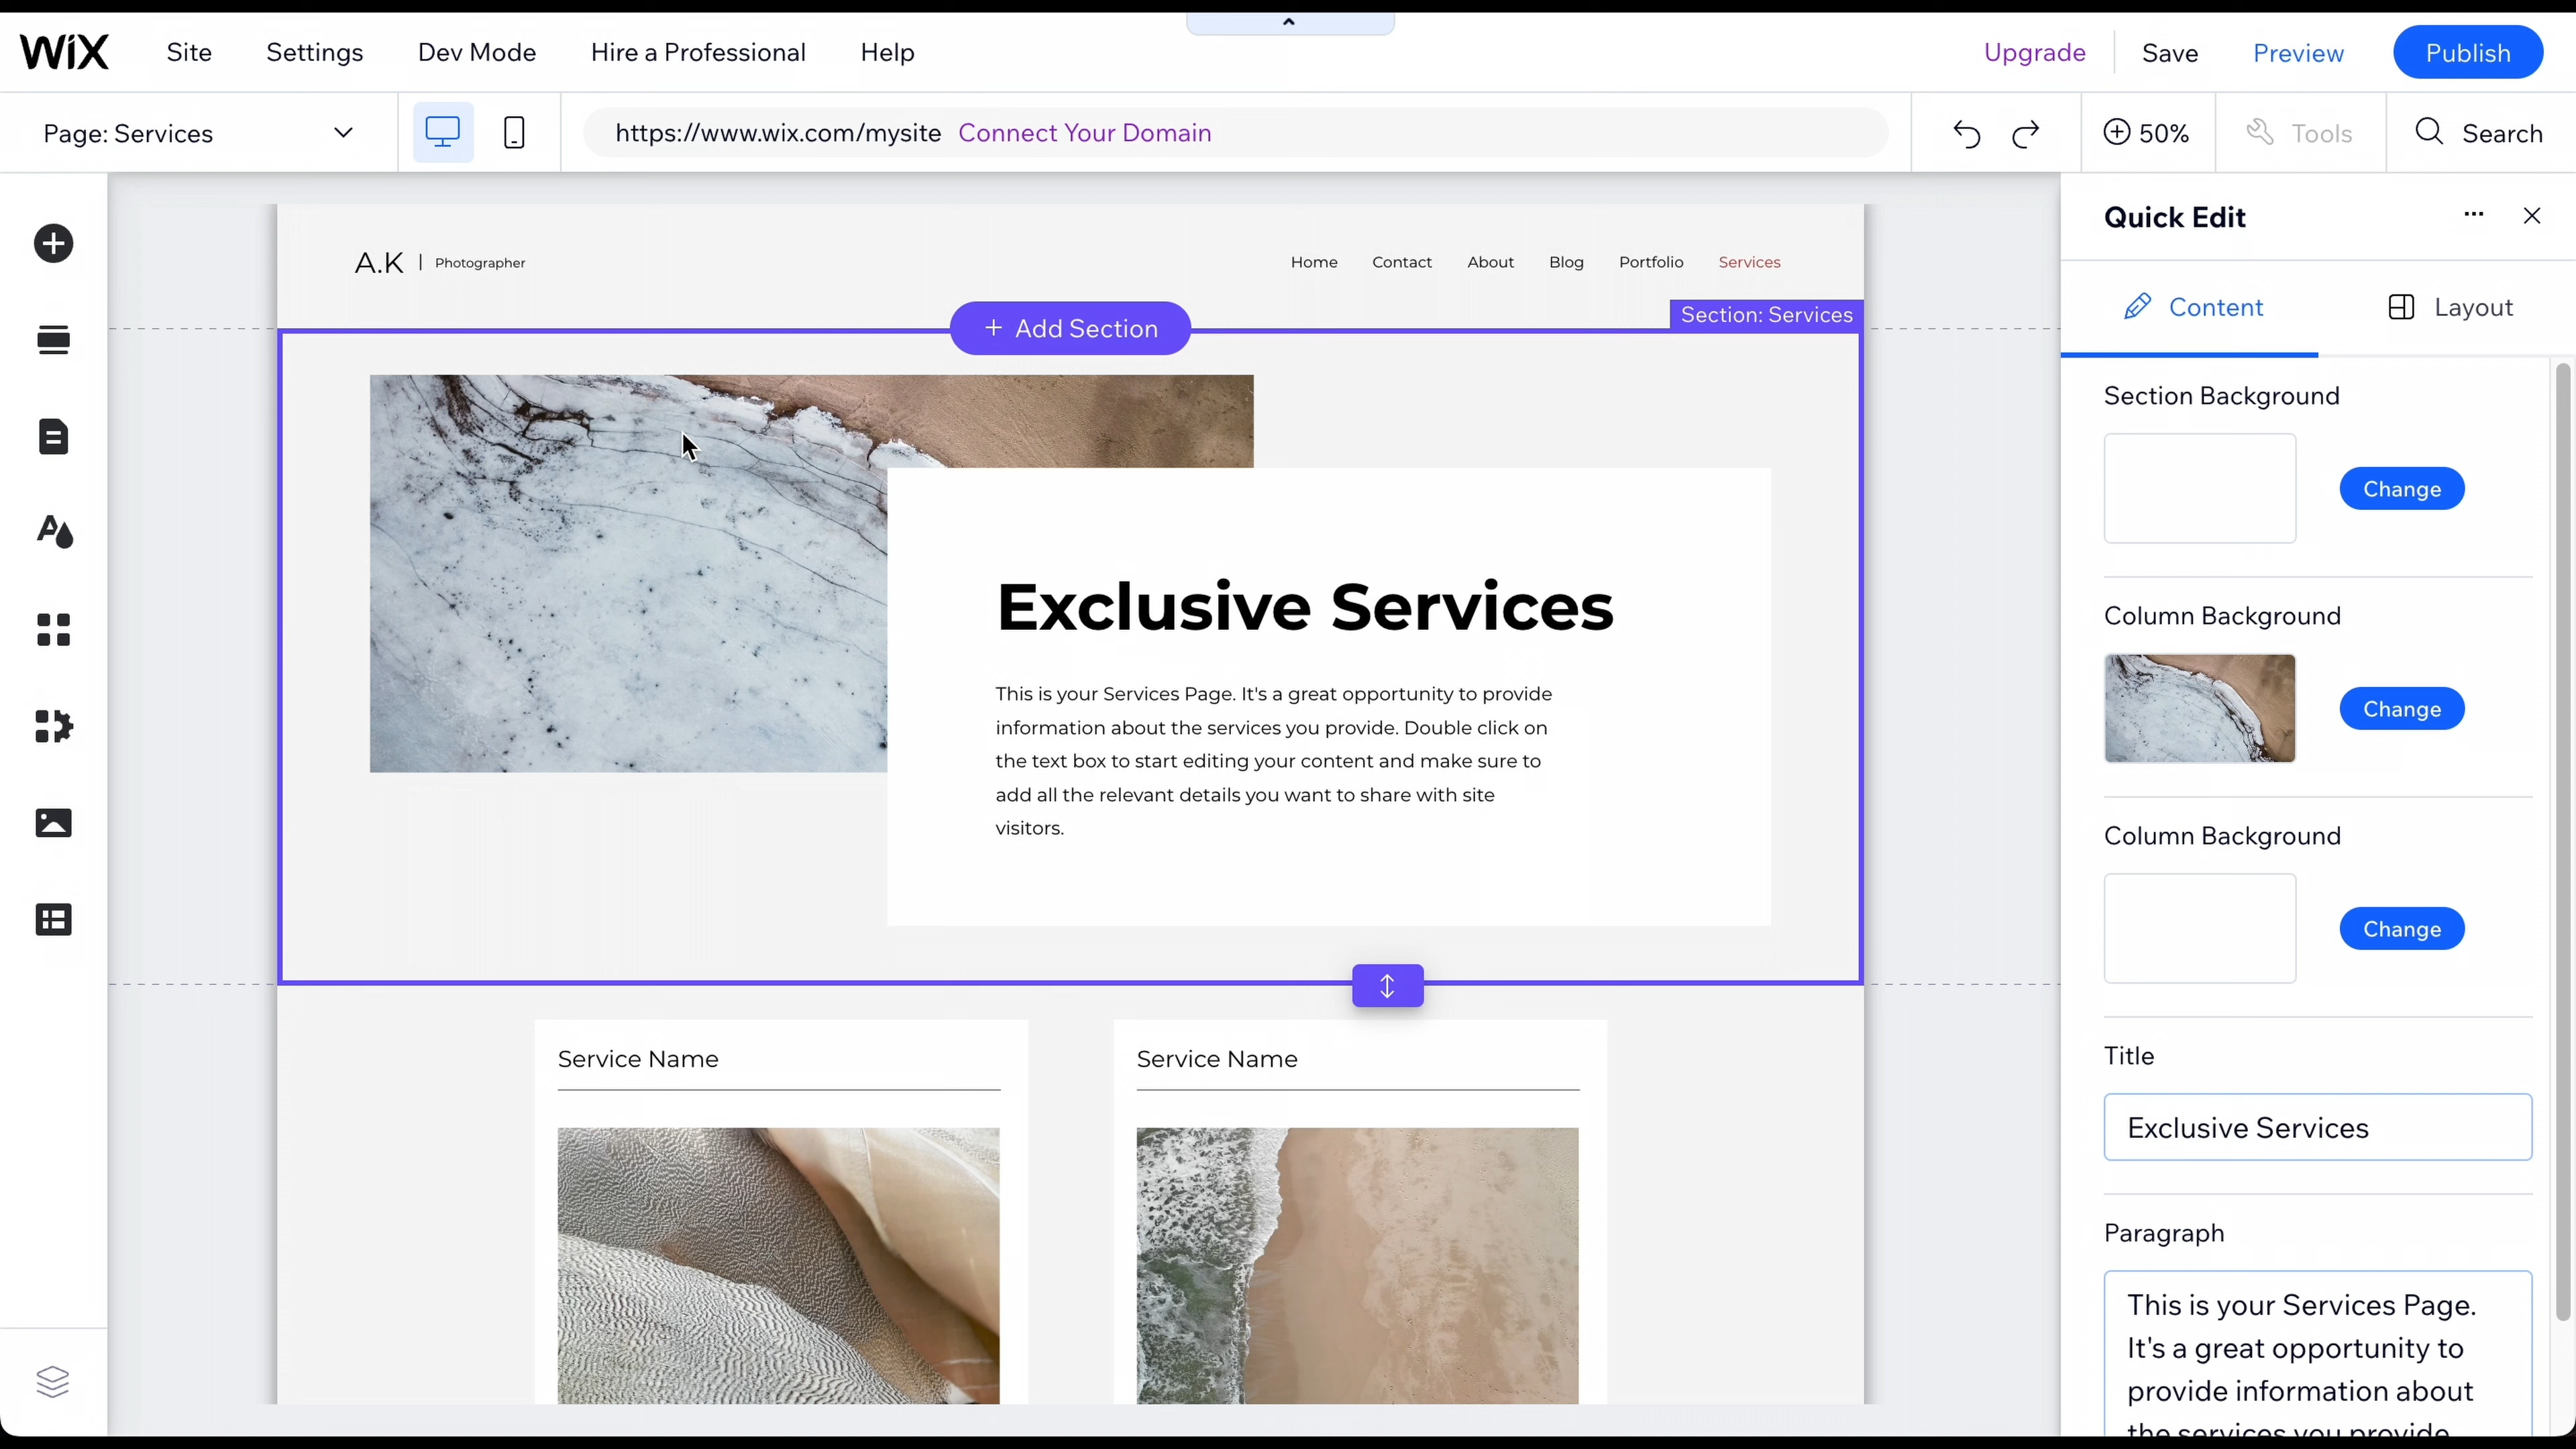 WiX Site Settings Dev Mode Hire a Professional Help Upgrade Save Preview Publish
Page: Services https://www.wix.com/mysite Connect Your Domain 50% Tools Search
A.K | Photographer Home Contact About Blog Portfolio Services
+ Add Section
Section: Services
Exclusive Services
This is your Services Page. It's a great opportunity to provide
information about the services you provide. Double click on
the text box to start editing your content and make sure to
add all the relevant details you want to share with site
visitors.
Service Name
Service Name
Quick Edit
Content Layout
Section Background
Change
Column Background
Change
Column Background
Change
Title
Exclusive Services
Paragraph
This is your Services Page.
It's a great opportunity to
provide information about
the services you provide